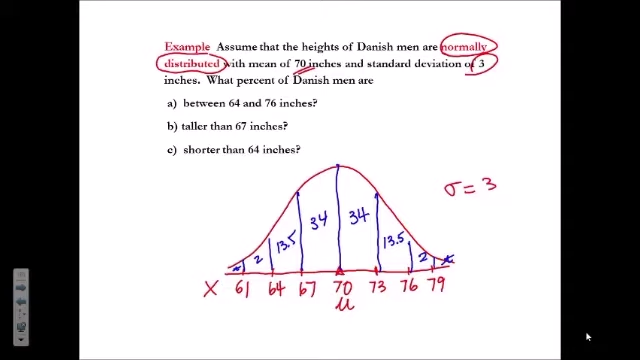 Example Assume that the heights of Danish men are normally
distributed with mean of 70 inches and standard deviation of 3
inches. What percent of Danish men are
a) between 64 and 76 inches?
b) taller than 67 inches?
c) shorter than 64 inches?
σ = 3
34 34
13.5 13.5
2 2
X 61 64 67 70 73 76 79
μ